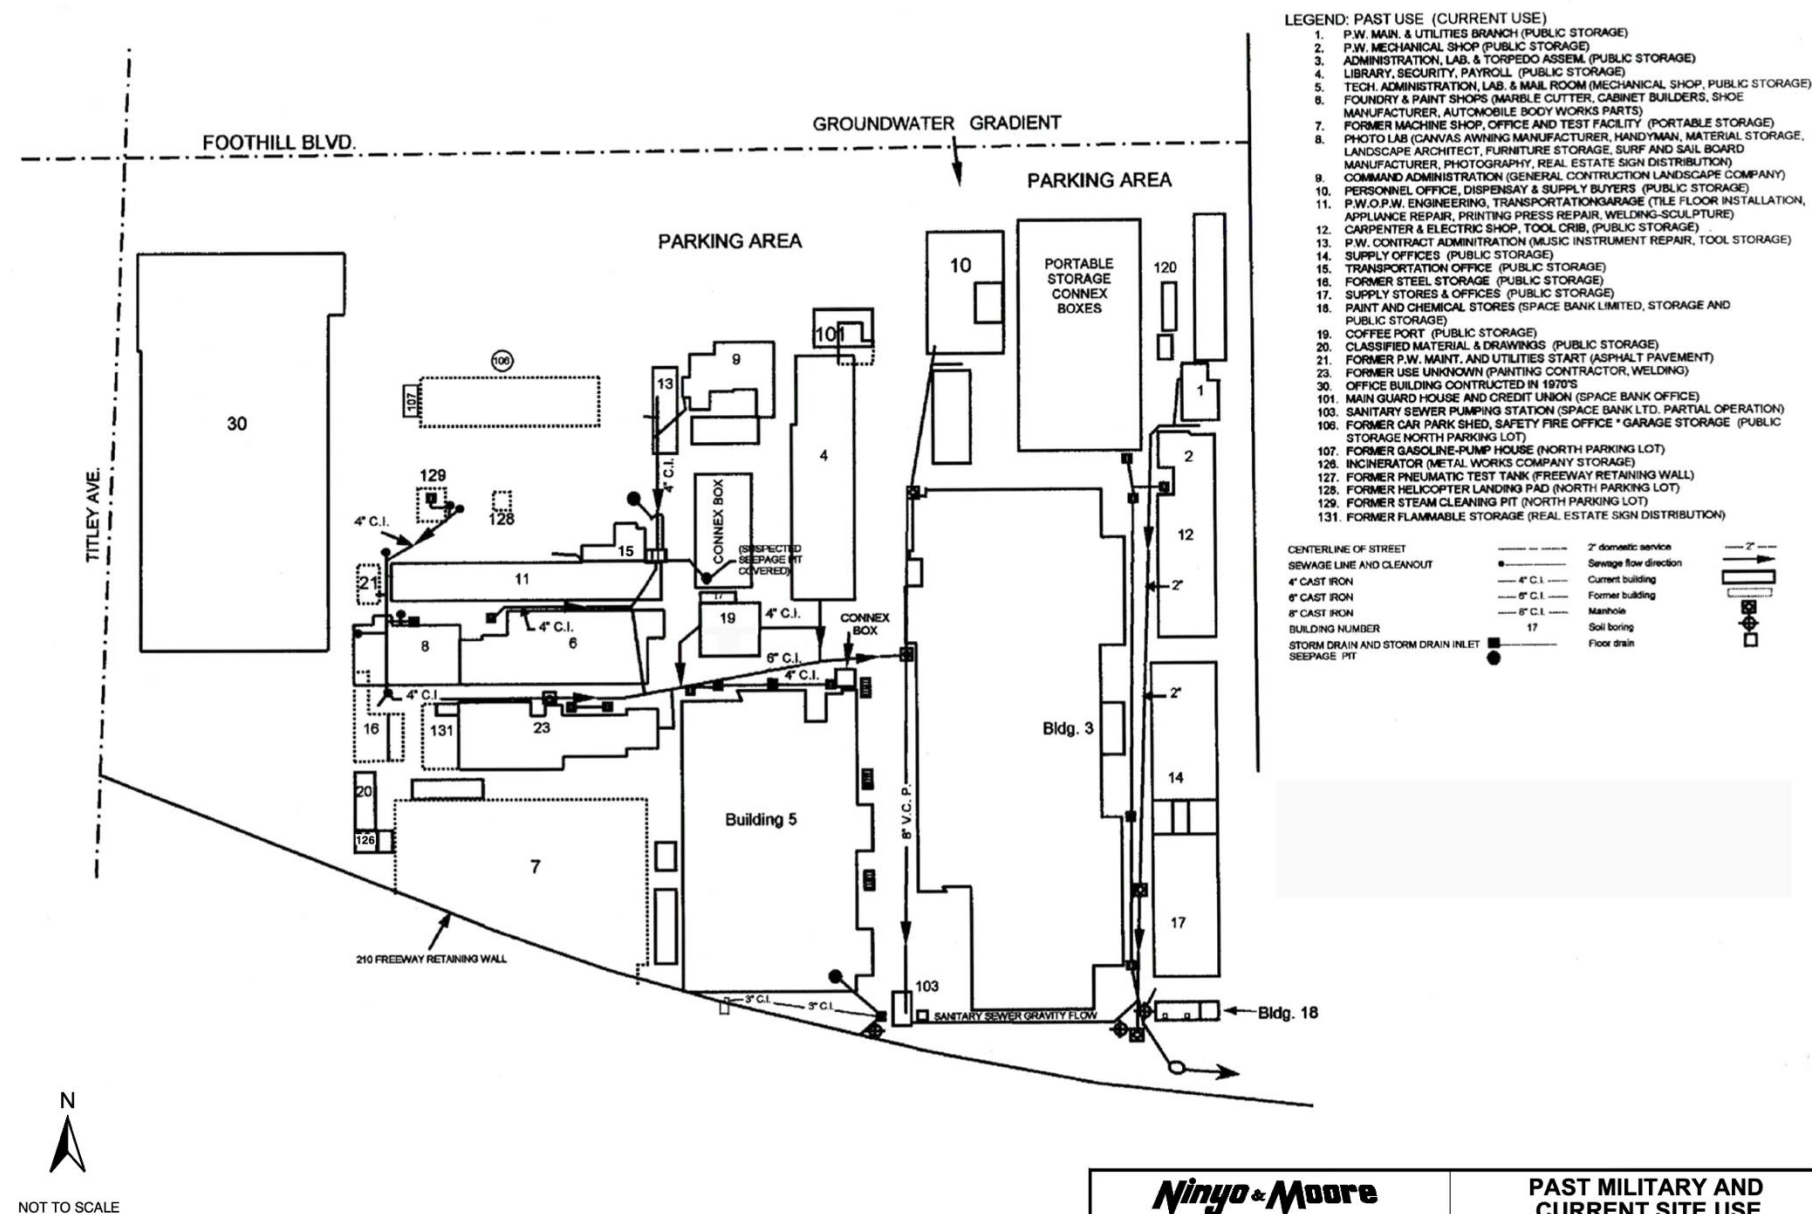 LEGEND: PAST USE (CURRENT USE)
1. P.W. MAIN. & UTILITIES BRANCH (PUBLIC STORAGE)
2. P.W. MECHANICAL SHOP (PUBLIC STORAGE)
3. ADMINISTRATION, LAB. & TORPEDO ASSEM. (PUBLIC STORAGE)
4. LIBRARY, SECURITY, PAYROLL (PUBLIC STORAGE)
5. TECH. ADMINISTRATION, LAB. & MAIL ROOM (MECHANICAL SHOP, PUBLIC STORAGE)
6. FOUNDRY & PAINT SHOPS (MARBLE CUTTER, CABINET BUILDERS, SHOE
MANUFACTURER, AUTOMOBILE BODY WORKS PARTS)
7. FORMER MACHINE SHOP, OFFICE AND TEST FACILITY (PORTABLE STORAGE)
8. PHOTO LAB (CANVAS AWNING MANUFACTURER, HANDYMAN, MATERIAL STORAGE,
LANDSCAPE ARCHITECT, FURNITURE STORAGE, SURF AND SAIL BOARD
MANUFACTURER, PHOTOGRAPHY, REAL ESTATE SIGN DISTRIBUTION)
9. COMMAND ADMINISTRATION (GENERAL CONTRUCTION LANDSCAPE COMPANY)
10. PERSONNEL OFFICE, DISPENSAY & SUPPLY BUYERS (PUBLIC STORAGE)
11. P.W.O.P.W. ENGINEERING, TRANSPORTATIONGARAGE (TILE FLOOR INSTALLATION,
APPLIANCE REPAIR, PRINTING PRESS REPAIR, WELDING-SCULPTURE)
12. CARPENTER & ELECTRIC SHOP, TOOL CRIB, (PUBLIC STORAGE)
13. P.W. CONTRACT ADMINITRATION (MUSIC INSTRUMENT REPAIR, TOOL STORAGE)
14. SUPPLY OFFICES (PUBLIC STORAGE)
15. TRANSPORTATION OFFICE (PUBLIC STORAGE)
16. FORMER STEEL STORAGE (PUBLIC STORAGE)
17. SUPPLY STORES & OFFICES (PUBLIC STORAGE)
18. PAINT AND CHEMICAL STORES (SPACE BANK LIMITED, STORAGE AND
PUBLIC STORAGE)
19. COFFEE PORT (PUBLIC STORAGE)
20. CLASSIFIED MATERIAL & DRAWINGS (PUBLIC STORAGE)
21. FORMER P.W. MAINT. AND UTILITIES START (ASPHALT PAVEMENT)
23. FORMER USE UNKNOWN (PAINTING CONTRACTOR, WELDING)
30. OFFICE BUILDING CONTRUCTED IN 1970'S
101. MAIN GUARD HOUSE AND CREDIT UNION (SPACE BANK OFFICE)
103. SANITARY SEWER PUMPING STATION (SPACE BANK LTD. PARTIAL OPERATION)
106. FORMER CAR PARK SHED, SAFETY FIRE OFFICE * GARAGE STORAGE (PUBLIC
STORAGE NORTH PARKING LOT)
107. FORMER GASOLINE-PUMP HOUSE (NORTH PARKING LOT)
126. INCINERATOR (METAL WORKS COMPANY STORAGE)
127. FORMER PNEUMATIC TEST TANK (FREEWAY RETAINING WALL)
128. FORMER HELICOPTER LANDING PAD (NORTH PARKING LOT)
129. FORMER STEAM CLEANING PIT (NORTH PARKING LOT)
131. FORMER FLAMMABLE STORAGE (REAL ESTATE SIGN DISTRIBUTION)
CENTERLINE OF STREET
SEWAGE LINE AND CLEANOUT
4" CAST IRON 4" C.I.
6" CAST IRON 6" C.I.
8" CAST IRON 8" C.I.
BUILDING NUMBER 17
STORM DRAIN AND STORM DRAIN INLET
SEEPAGE PIT
2" domestic service 2"
Sewage flow direction
Current building
Former building
Manhole
Soil boring
Floor drain
FOOTHILL BLVD.
GROUNDWATER GRADIENT
PARKING AREA
PARKING AREA
TITLEY AVE.
30
106
107
13
9
101
4
10
PORTABLE
STORAGE
CONNEX
BOXES
120
1
2
12
129
128
4" C.I.
4" C.I.
CONNEX BOX
(SUSPECTED
SEEPAGE PIT
COVERED)
15
11
21
17
19
4" C.I.
CONNEX
BOX
8
4" C.I.
6
6" C.I.
4" C.I.
4" C.I.
2"
2"
16
131
23
Bldg. 3
14
20
126
7
Building 5
8" V.C.P.
17
210 FREEWAY RETAINING WALL
3" C.I.
3" C.I.
103
SANITARY SEWER GRAVITY FLOW
Bldg. 18
N
NOT TO SCALE
Ninyo & Moore
PAST MILITARY AND
CURRENT SITE USE